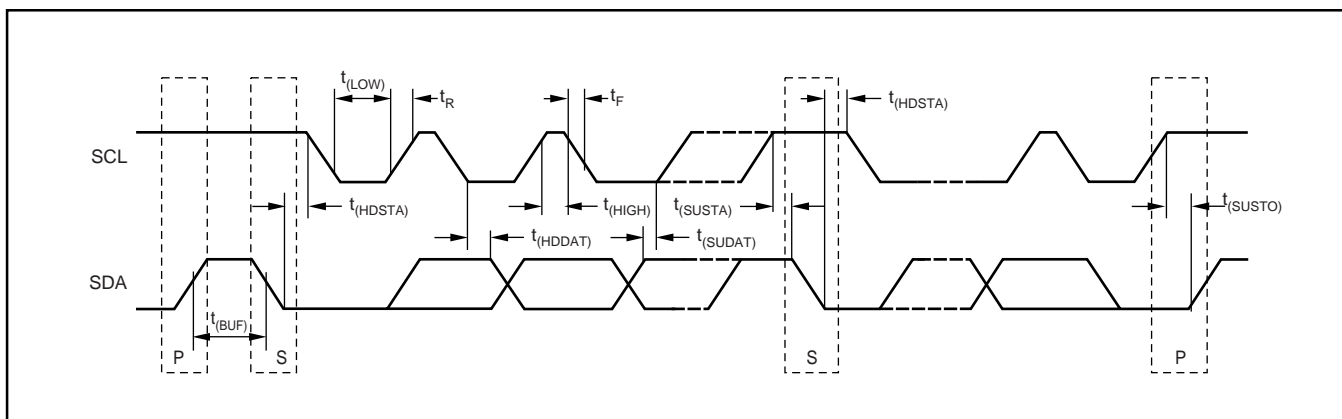 t(LOW)
tR
tF
t(HDSTA)
SCL
t(HDSTA)
t(HIGH)
t(SUSTA)
t(SUSTO)
t(HDDAT)
t(SUDAT)
SDA
t(BUF)
P
S
S
P